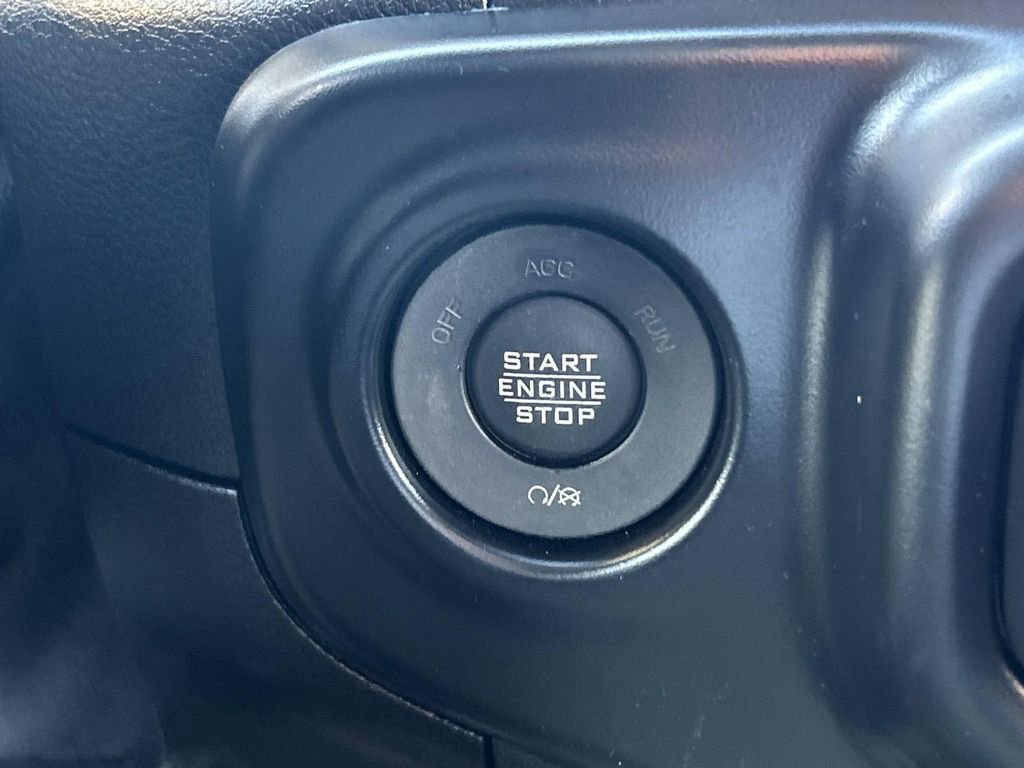 ACC
OFF
RUN
START
ENGINE
STOP